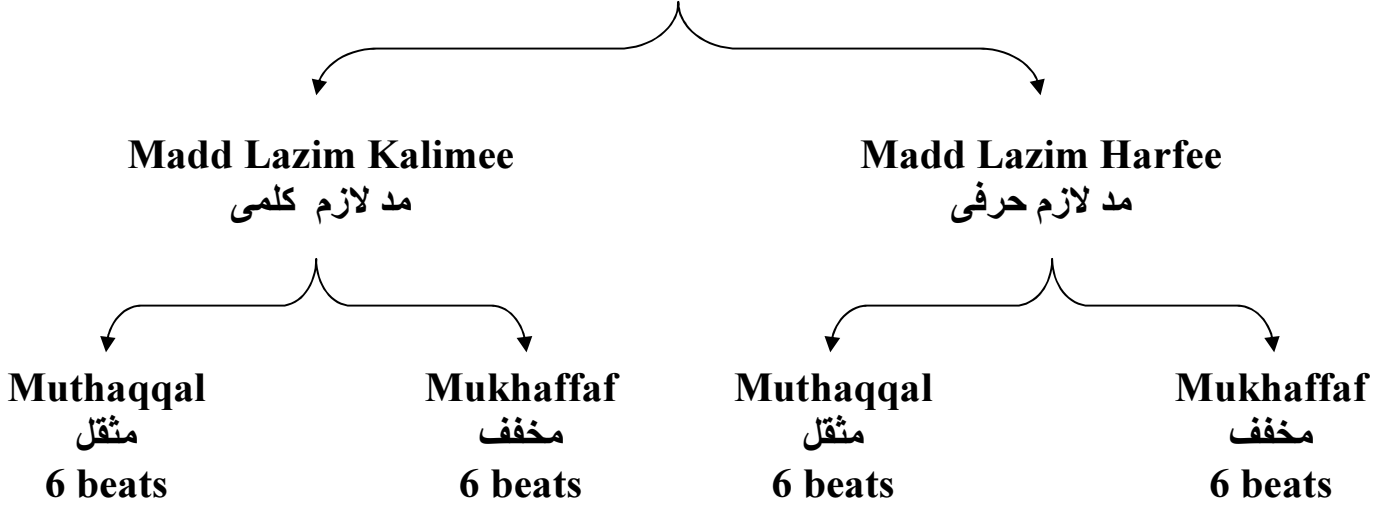 Madd Lazim Kalimee
مد لازم كلمى
Madd Lazim Harfee
مد لازم حرفى
Muthaqqal
مثقل
6 beats
Mukhaffaf
مخفف
6 beats
Muthaqqal
مثقل
6 beats
Mukhaffaf
مخفف
6 beats